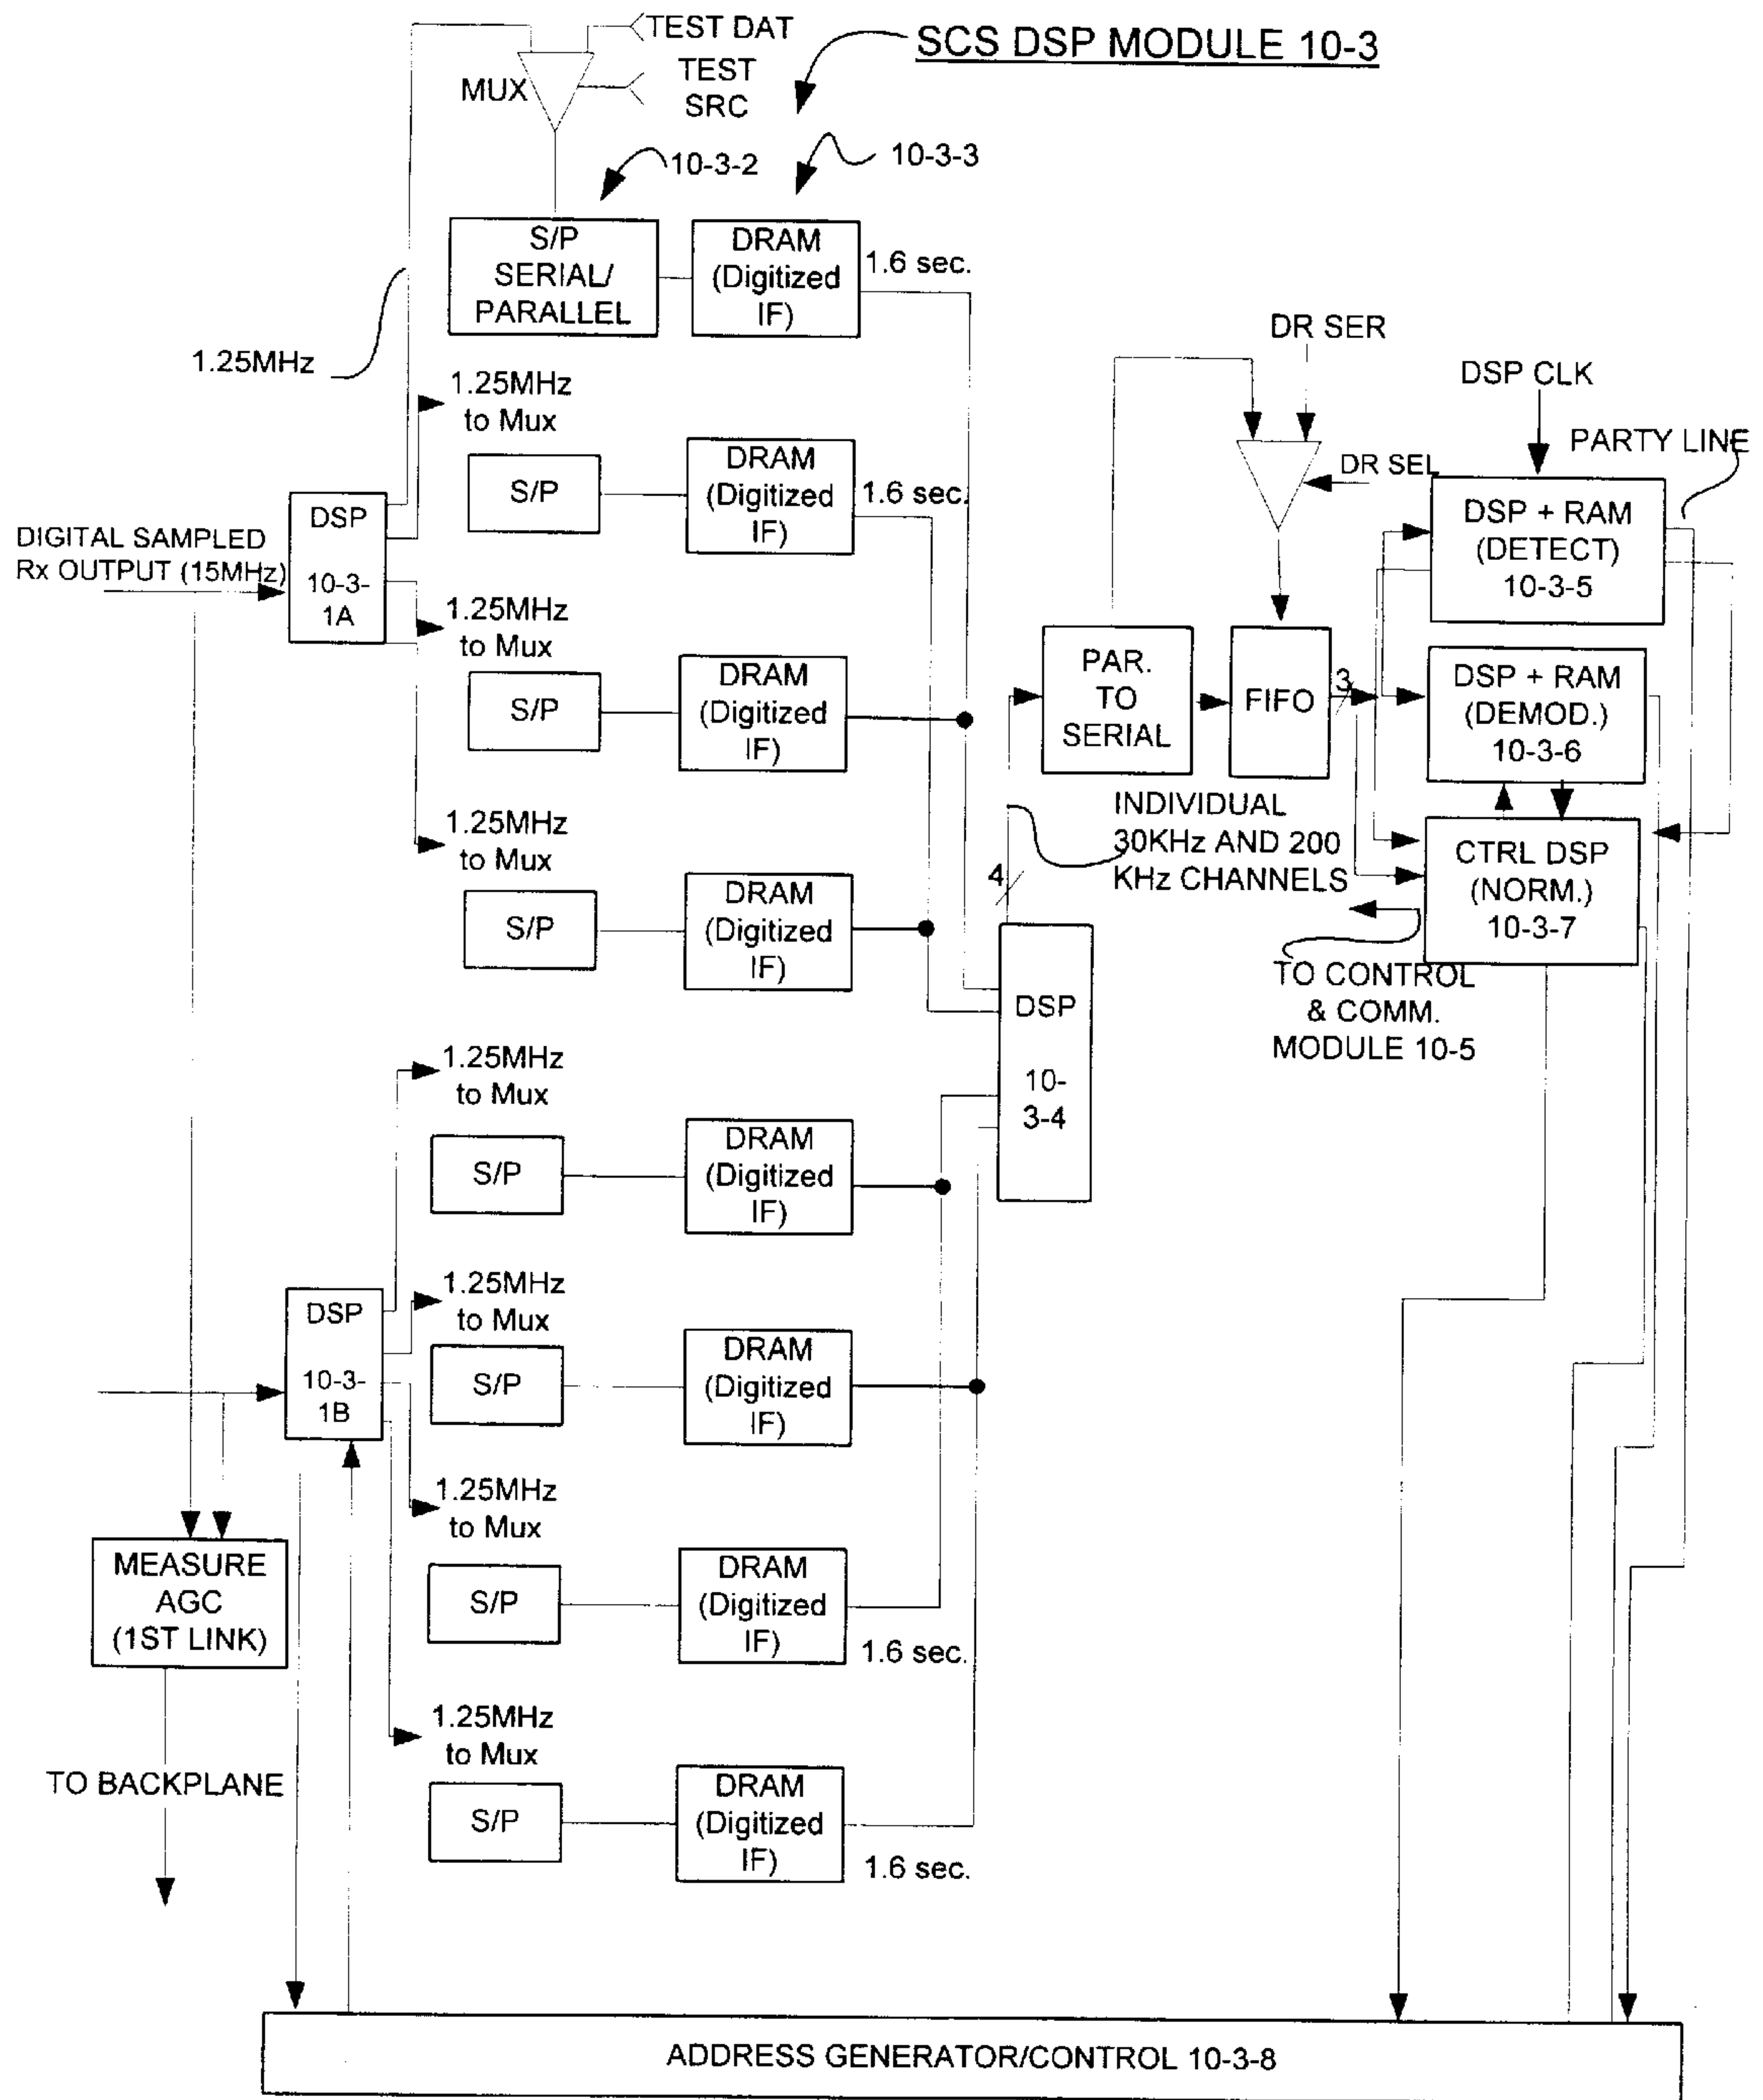 TEST DAT
SCS DSP MODULE 10-3
MUX
TEST
SRC
10-3-2
10-3-3
S/P
SERIAL/
PARALLEL
DRAM
(Digitized
IF)
1.6 sec.
1.25MHz
DR SER
DSP CLK
1.25MHz
to Mux
PARTY LINE
S/P
DRAM
(Digitized
IF)
1.6 sec.
DR SEL
DSP
10-3-
1A
DIGITAL SAMPLED
Rx OUTPUT (15MHz)
DSP + RAM
(DETECT)
10-3-5
1.25MHz
to Mux
S/P
DRAM
(Digitized
IF)
PAR.
TO
SERIAL
FIFO
3
DSP + RAM
(DEMOD.)
10-3-6
1.25MHz
to Mux
S/P
DRAM
(Digitized
IF)
INDIVIDUAL
30KHz AND 200
KHz CHANNELS
4
CTRL DSP
(NORM.)
10-3-7
TO CONTROL
& COMM.
MODULE 10-5
DSP
10-
3-4
1.25MHz
to Mux
S/P
DRAM
(Digitized
IF)
1.25MHz
to Mux
DSP
10-3-
1B
S/P
DRAM
(Digitized
IF)
1.25MHz
to Mux
MEASURE
AGC
(1ST LINK)
S/P
DRAM
(Digitized
IF)
1.6 sec.
1.25MHz
to Mux
TO BACKPLANE
S/P
DRAM
(Digitized
IF)
1.6 sec.
ADDRESS GENERATOR/CONTROL 10-3-8